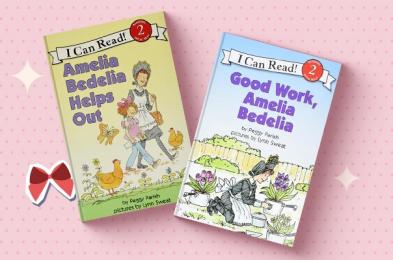 I Can Read!
2
Amelia
Bedelia
Helps
Out
by Peggy Parish
pictures by Lynn Sweat
I Can Read!
2
Good Work,
Amelia
Bedelia
by Peggy Parish
pictures by Lynn Sweat